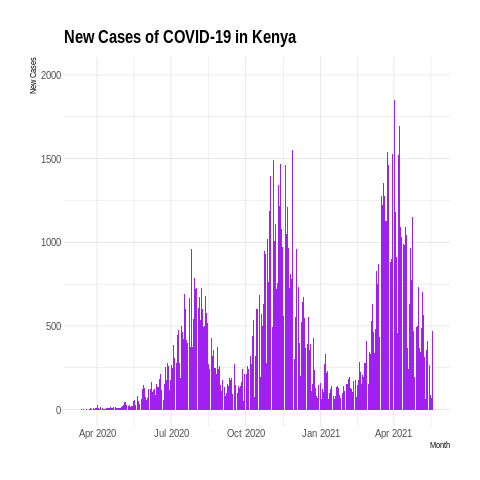 New Cases of COVID-19 in Kenya
New Cases
2000
1500
1000
500
0
Apr 2020
Jul 2020
Oct 2020
Jan 2021
Apr 2021
Month